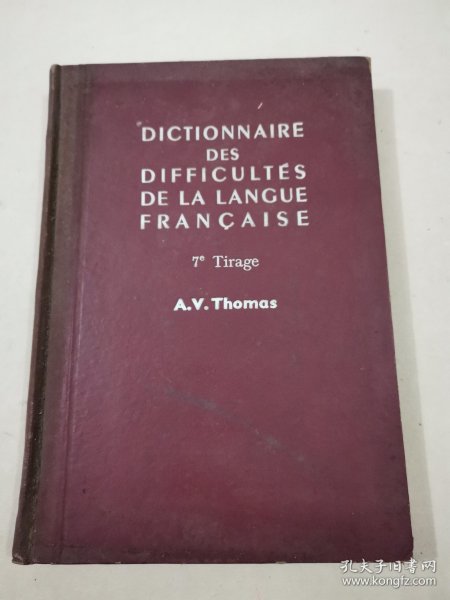 DICTIONNAIRE
DES
DIFFICULTÉS
DE LA LANGUE
FRANÇAISE
7e Tirage
A.V. Thomas
孔夫子旧书网
www.kongfz.com